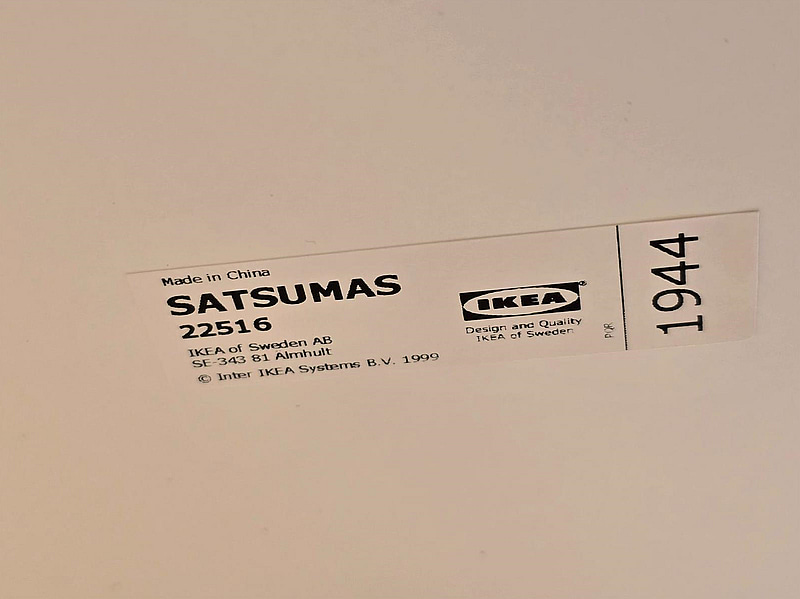 Made in China
SATSUMAS
22516
IKEA of Sweden AB
SE-343 81 Almhult
© Inter IKEA Systems B.V. 1999
IKEA®
Design and Quality
IKEA of Sweden
PQR
1944